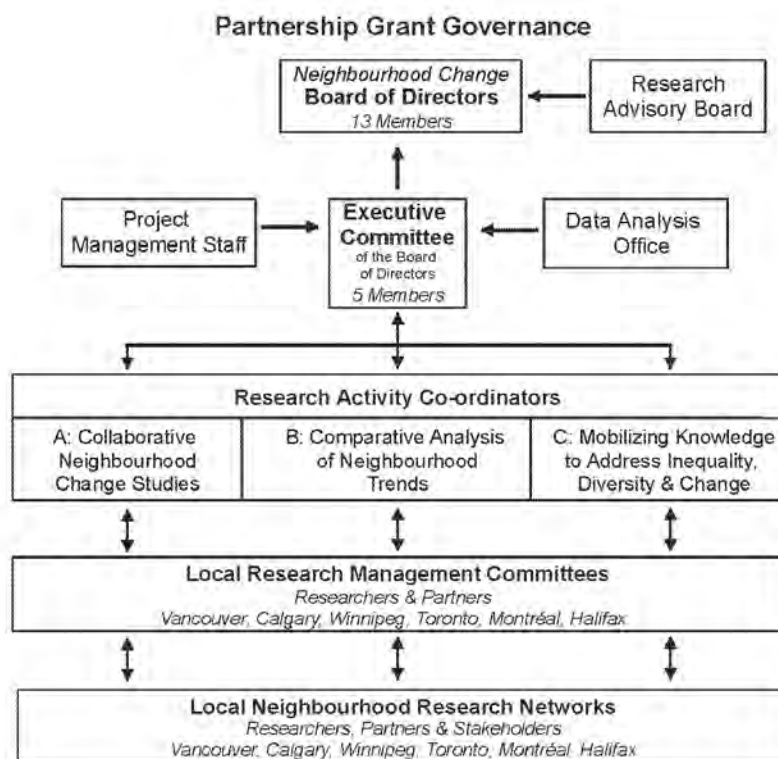 Partnership Grant Governance
Neighbourhood Change
Board of Directors
13 Members
Research
Advisory Board
Project
Management Staff
Executive
Committee
of the Board
of Directors
5 Members
Data Analysis
Office
Research Activity Co-ordinators
A: Collaborative
Neighbourhood
Change Studies
B: Comparative Analysis
of Neighbourhood
Trends
C: Mobilizing Knowledge
to Address Inequality,
Diversity & Change
Local Research Management Committees
Researchers & Partners
Vancouver, Calgary, Winnipeg, Toronto, Montréal, Halifax
Local Neighbourhood Research Networks
Researchers, Partners & Stakeholders
Vancouver, Calgary, Winnipeg, Toronto, Montréal, Halifax